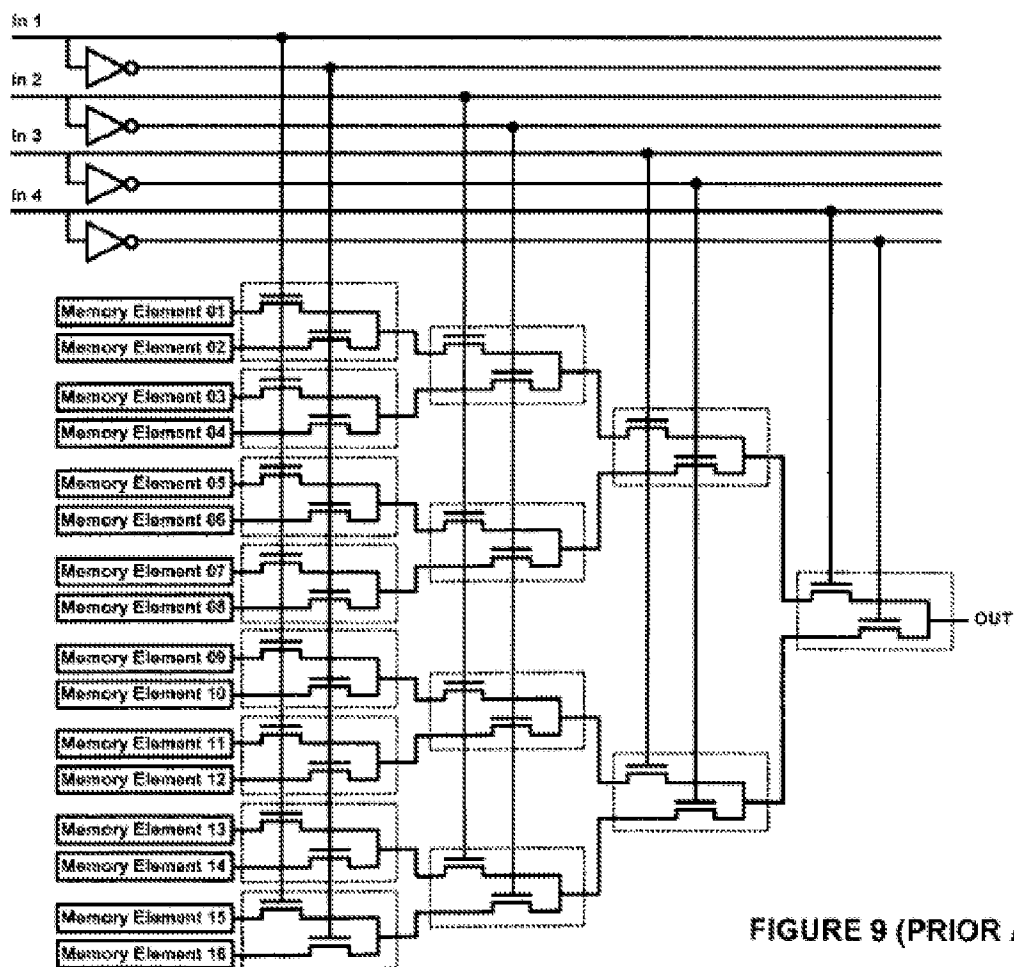 In 1
In 2
In 3
In 4
Memory Element 01
Memory Element 02
Memory Element 03
Memory Element 04
Memory Element 05
Memory Element 06
Memory Element 07
Memory Element 08
Memory Element 09
Memory Element 10
Memory Element 11
Memory Element 12
Memory Element 13
Memory Element 14
Memory Element 15
Memory Element 16
OUT
FIGURE 9 (PRIOR